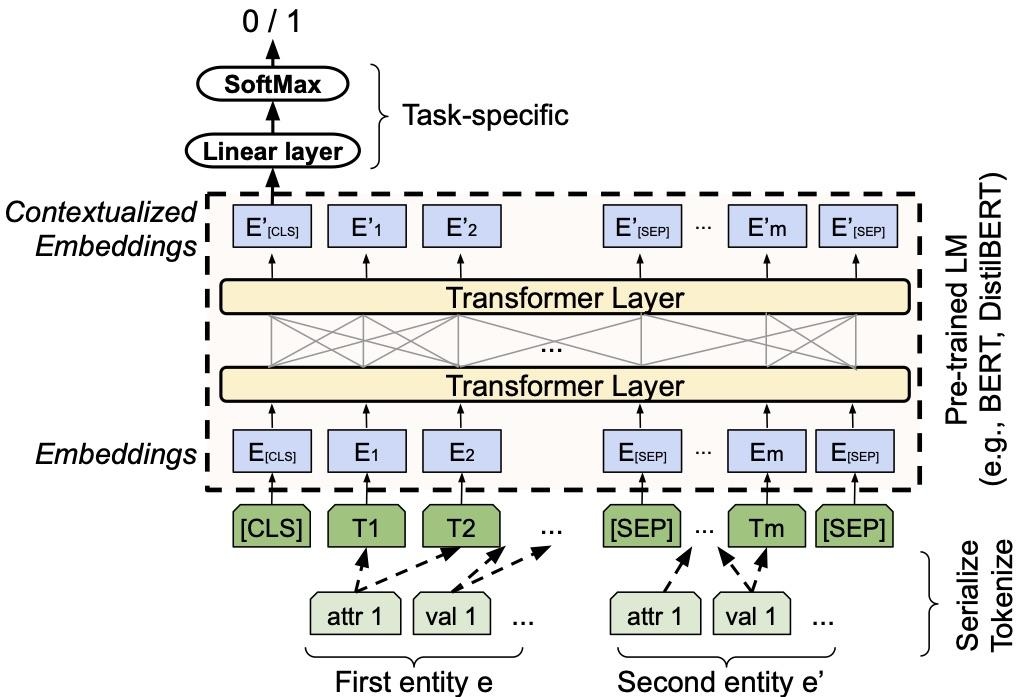 0 / 1
SoftMax
Linear layer
Task-specific
Contextualized
Embeddings
E'[CLS] E'1 E'2 E'[SEP] ... E'm E'[SEP]
Transformer Layer
...
Transformer Layer
Embeddings
E[CLS] E1 E2 E[SEP] ... Em E[SEP]
Pre-trained LM
(e.g., BERT, DistilBERT)
[CLS] T1 T2 ... [SEP] ... Tm [SEP]
attr 1 val 1 ... attr 1 val 1 ...
Serialize
Tokenize
First entity e Second entity e’